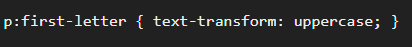 p:first-letter { text-transform: uppercase; }